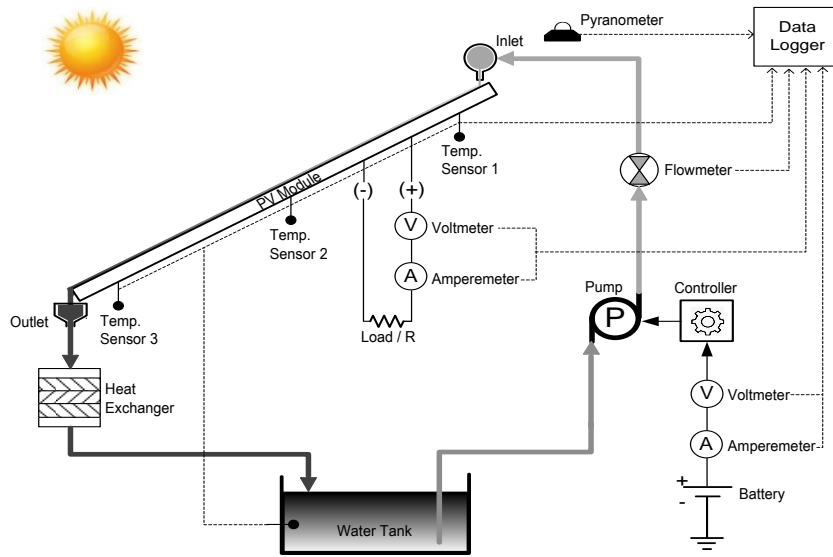 Pyranometer
Data
Logger
Inlet
Temp.
Sensor 1
Flowmeter
PV Module
(-)
(+)
Temp.
Sensor 2
V
Voltmeter
A
Amperemeter
Outlet
Temp.
Sensor 3
Load / R
Pump
P
Controller
Heat
Exchanger
V
Voltmeter
A
Amperemeter
+
-
Battery
Water Tank